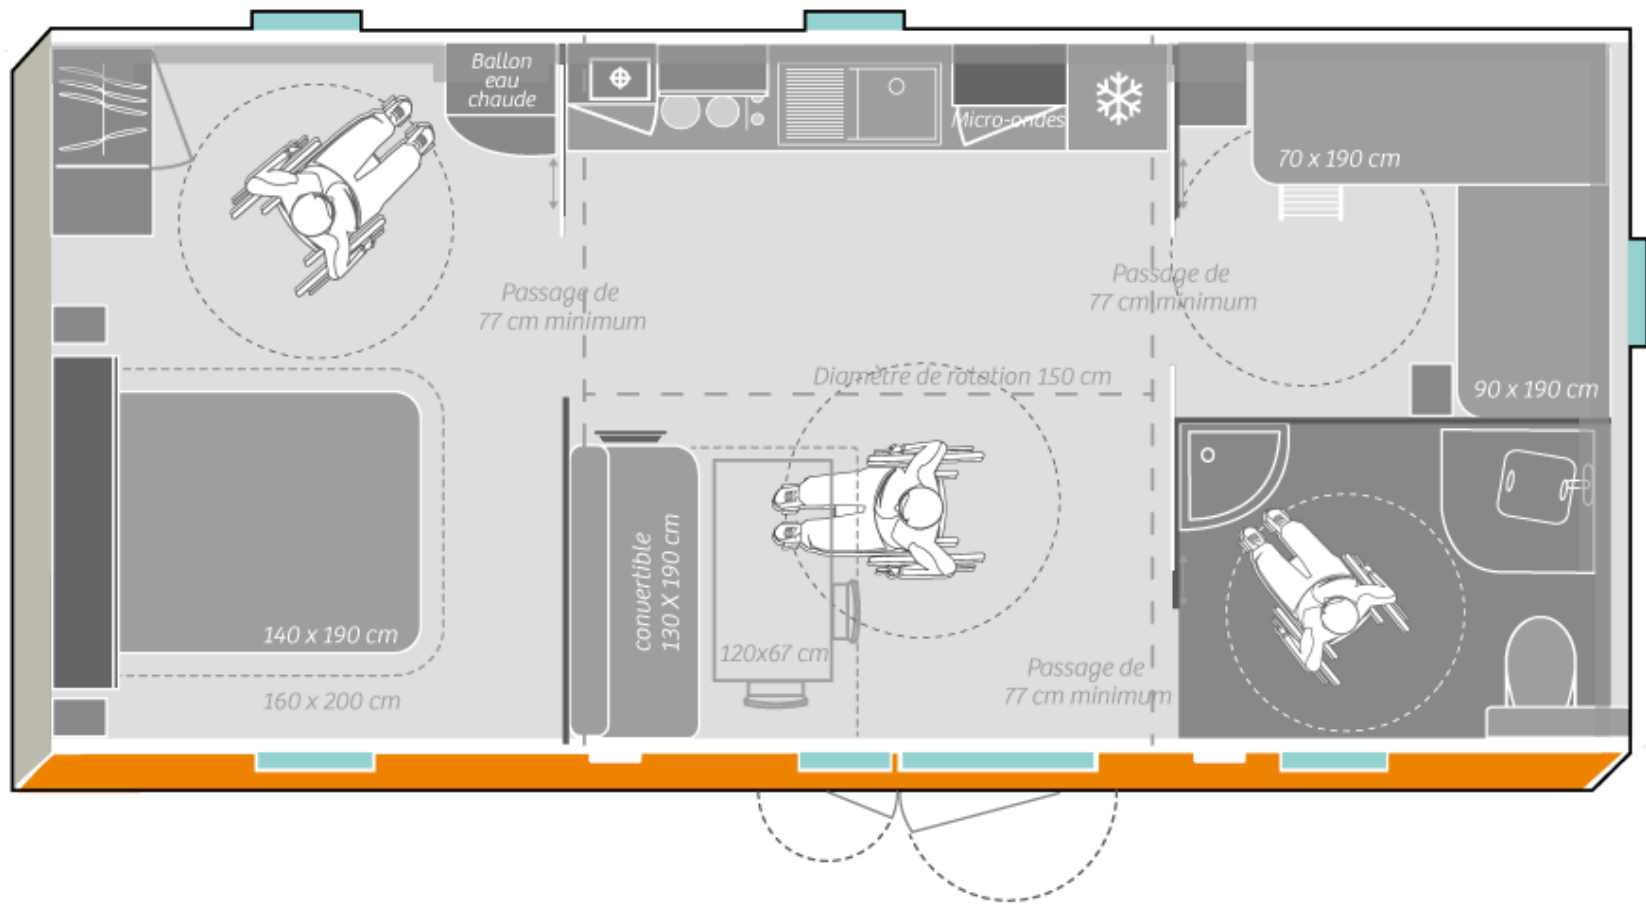 Ballon
eau
chaude
Micro-ondes
70 x 190 cm
Passage de
77 cm minimum
Passage de
77 cm minimum
Diamètre de rotation 150 cm
90 x 190 cm
convertible
130 X 190 cm
140 x 190 cm
120x67 cm
Passage de
77 cm minimum
160 x 200 cm